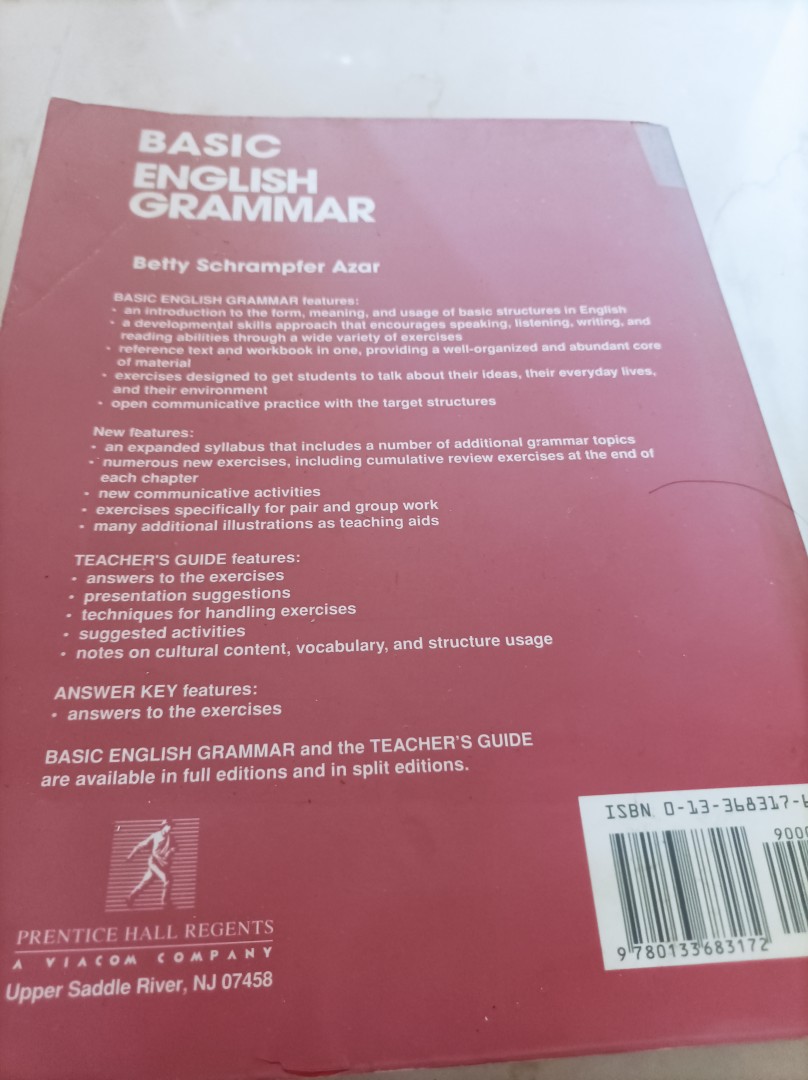 BASIC
ENGLISH
GRAMMAR
Betty Schrampfer Azar
BASIC ENGLISH GRAMMAR features:
• an introduction to the form, meaning, and usage of basic structures in English
• a developmental skills approach that encourages speaking, listening, writing, and
reading abilities through a wide variety of exercises
• reference text and workbook in one, providing a well-organized and abundant core
of material
• exercises designed to get students to talk about their ideas, their everyday lives,
and their environment
• open communicative practice with the target structures
New features:
• an expanded syllabus that includes a number of additional grammar topics
• numerous new exercises, including cumulative review exercises at the end of
each chapter
• new communicative activities
• exercises specifically for pair and group work
• many additional illustrations as teaching aids
TEACHER'S GUIDE features:
• answers to the exercises
• presentation suggestions
• techniques for handling exercises
• suggested activities
• notes on cultural content, vocabulary, and structure usage
ANSWER KEY features:
• answers to the exercises
BASIC ENGLISH GRAMMAR and the TEACHER'S GUIDE
are available in full editions and in split editions.
PRENTICE HALL REGENTS
A VIACOM COMPANY
Upper Saddle River, NJ 07458
ISBN 0-13-368317-6
9000
9 780133 683172